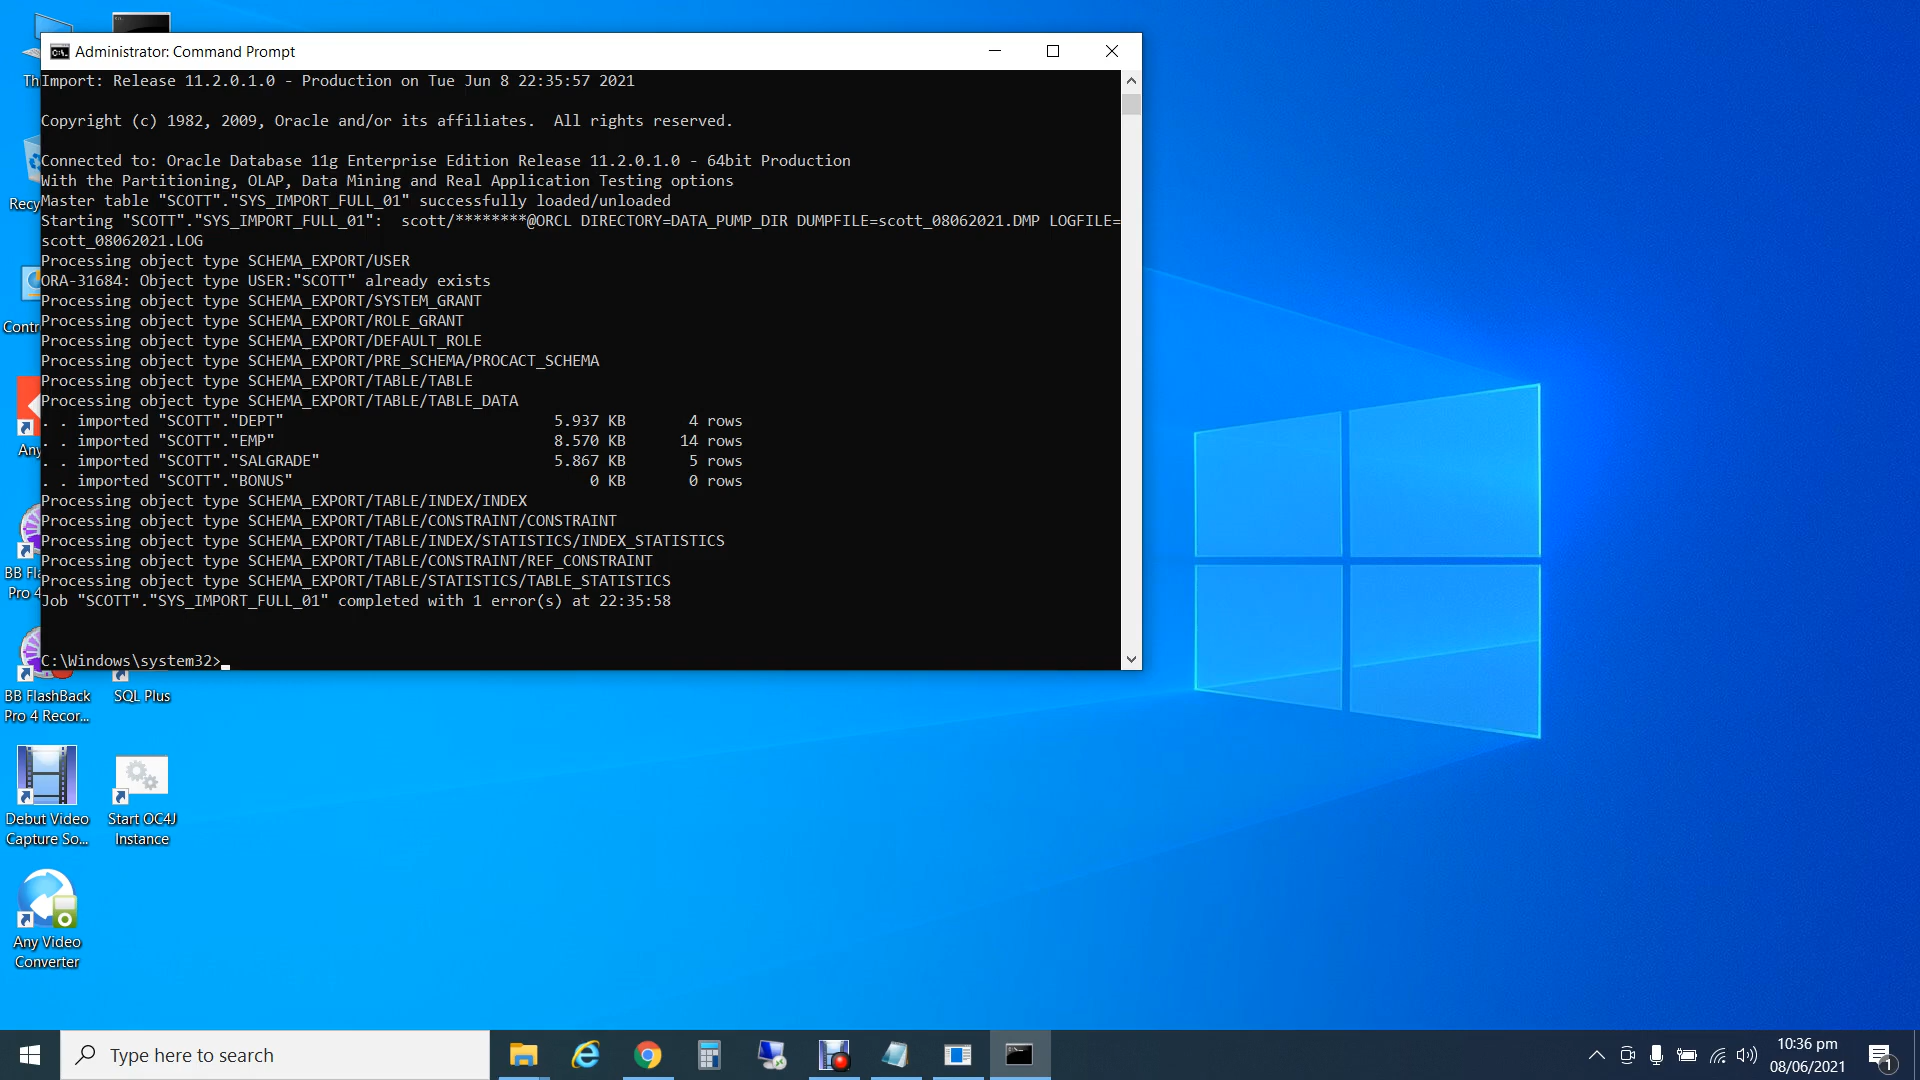 Administrator: Command Prompt
Import: Release 11.2.0.1.0 - Production on Tue Jun 8 22:35:57 2021
Copyright (c) 1982, 2009, Oracle and/or its affiliates.  All rights reserved.
Connected to: Oracle Database 11g Enterprise Edition Release 11.2.0.1.0 - 64bit Production
With the Partitioning, OLAP, Data Mining and Real Application Testing options
Master table "SCOTT"."SYS_IMPORT_FULL_01" successfully loaded/unloaded
Starting "SCOTT"."SYS_IMPORT_FULL_01":  scott/********@ORCL DIRECTORY=DATA_PUMP_DIR DUMPFILE=scott_08062021.DMP LOGFILE=
scott_08062021.LOG
Processing object type SCHEMA_EXPORT/USER
ORA-31684: Object type USER:"SCOTT" already exists
Processing object type SCHEMA_EXPORT/SYSTEM_GRANT
Processing object type SCHEMA_EXPORT/ROLE_GRANT
Processing object type SCHEMA_EXPORT/DEFAULT_ROLE
Processing object type SCHEMA_EXPORT/PRE_SCHEMA/PROCACT_SCHEMA
Processing object type SCHEMA_EXPORT/TABLE/TABLE
Processing object type SCHEMA_EXPORT/TABLE/TABLE_DATA
. . imported "SCOTT"."DEPT" 5.937 KB 4 rows
. . imported "SCOTT"."EMP" 8.570 KB 14 rows
. . imported "SCOTT"."SALGRADE" 5.867 KB 5 rows
. . imported "SCOTT"."BONUS" 0 KB 0 rows
Processing object type SCHEMA_EXPORT/TABLE/INDEX/INDEX
Processing object type SCHEMA_EXPORT/TABLE/CONSTRAINT/CONSTRAINT
Processing object type SCHEMA_EXPORT/TABLE/INDEX/STATISTICS/INDEX_STATISTICS
Processing object type SCHEMA_EXPORT/TABLE/CONSTRAINT/REF_CONSTRAINT
Processing object type SCHEMA_EXPORT/TABLE/STATISTICS/TABLE_STATISTICS
Job "SCOTT"."SYS_IMPORT_FULL_01" completed with 1 error(s) at 22:35:58
C:\Windows\system32>
Th
Recy
Contr
Any
BB Fl
Pro 4
BB FlashBack
Pro 4 Recor...
SQL Plus
Debut Video
Capture So...
Start OC4J
Instance
Any Video
Converter
Type here to search
10:36 pm
08/06/2021
1